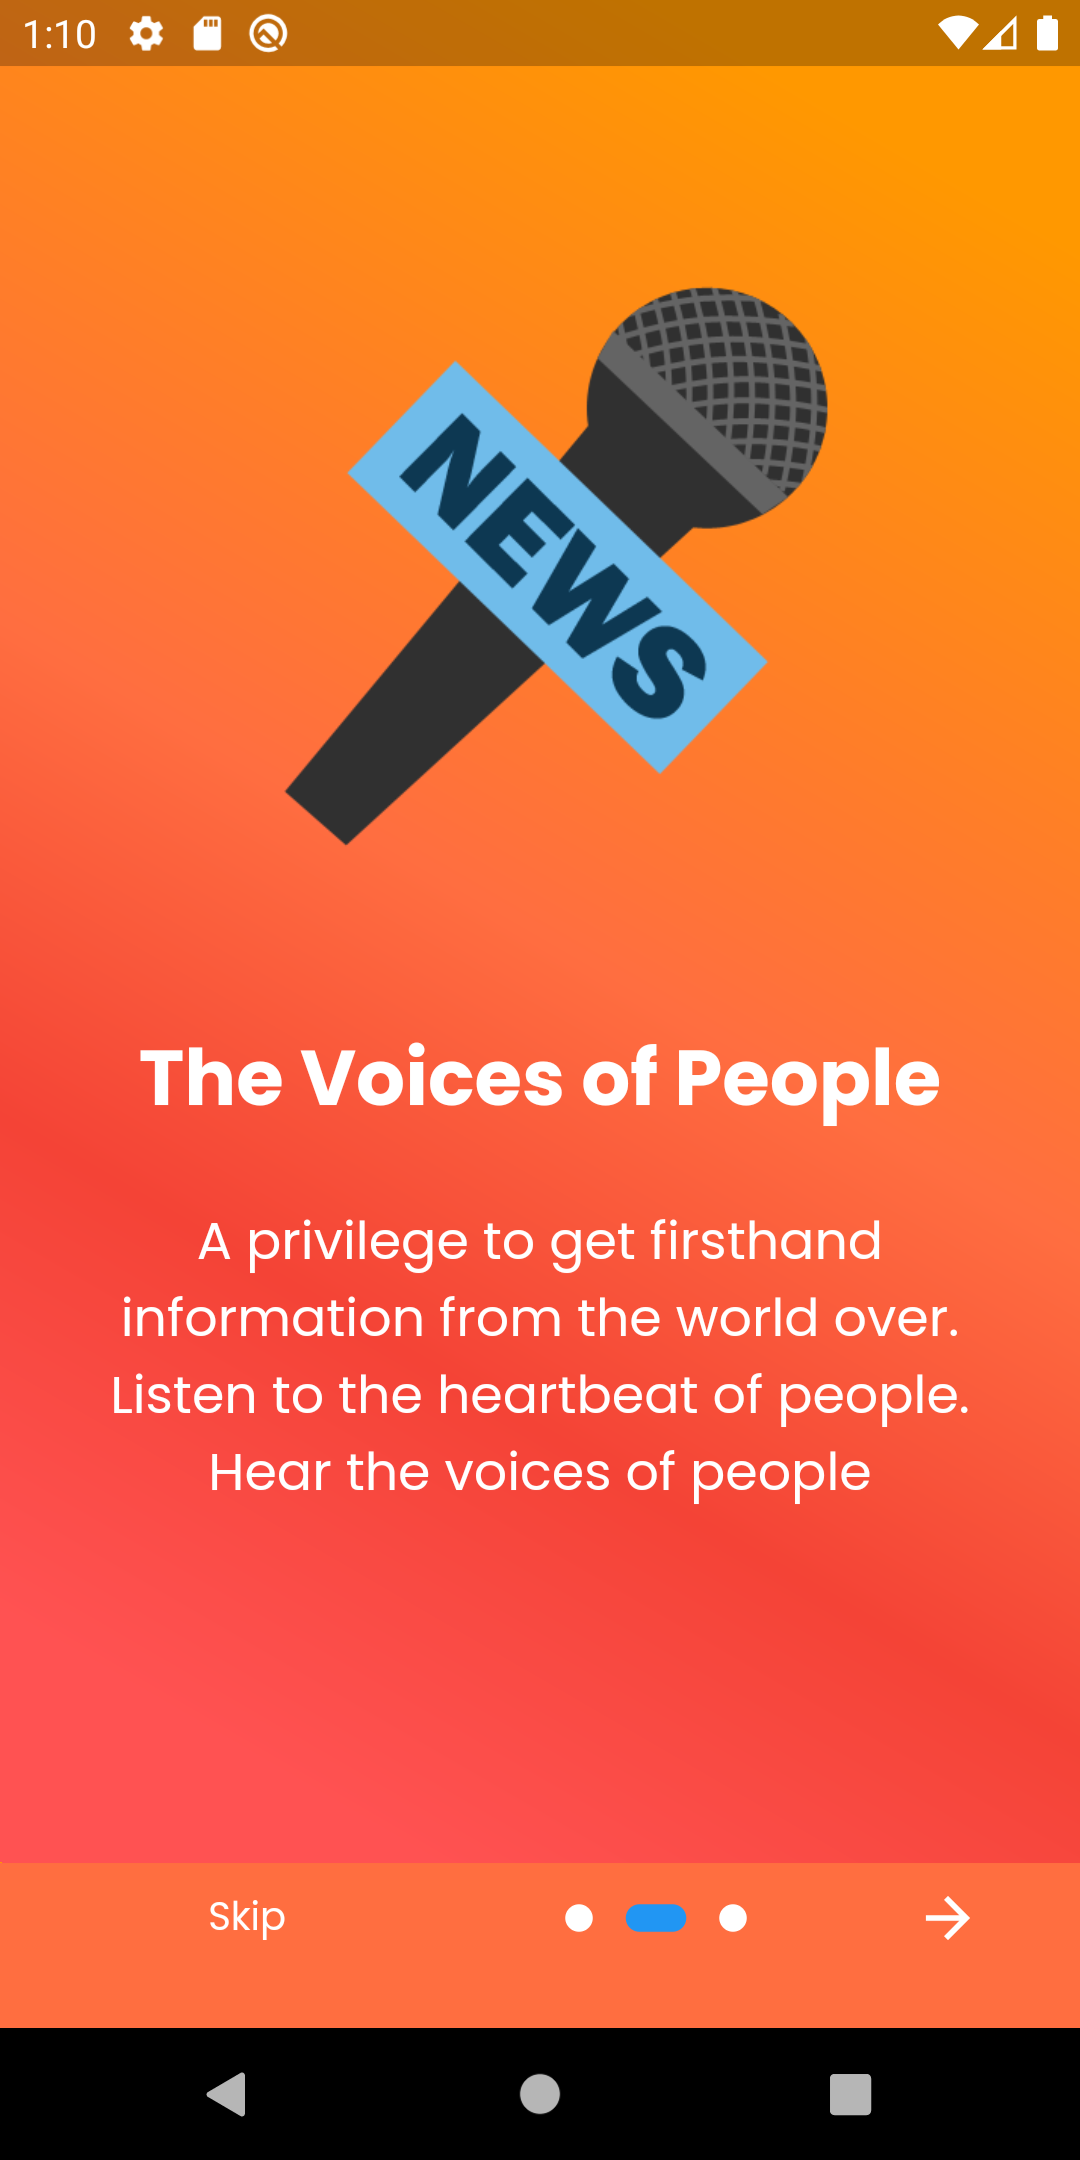 1:10
NEWS
The Voices of People
A privilege to get firsthand
information from the world over.
Listen to the heartbeat of people.
Hear the voices of people
Skip